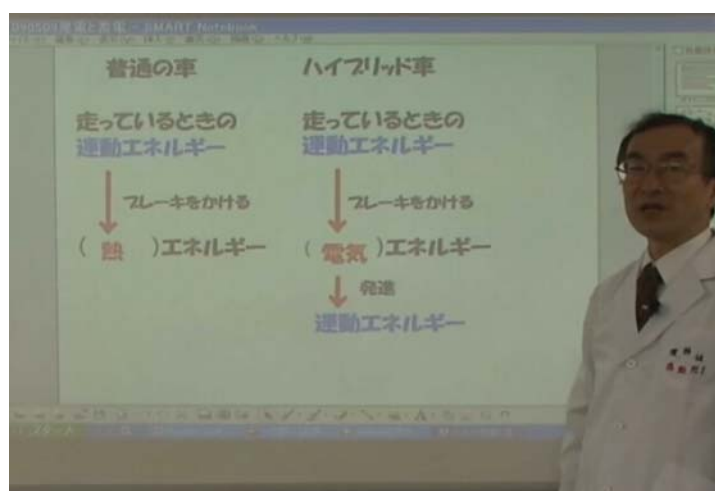 SMART Notebook
普通の車
走っているときの
運動エネルギー
ブレーキをかける
( 熱 )エネルギー
ハイブリッド車
走っているときの
運動エネルギー
ブレーキをかける
( 電気 )エネルギー
発進
運動エネルギー